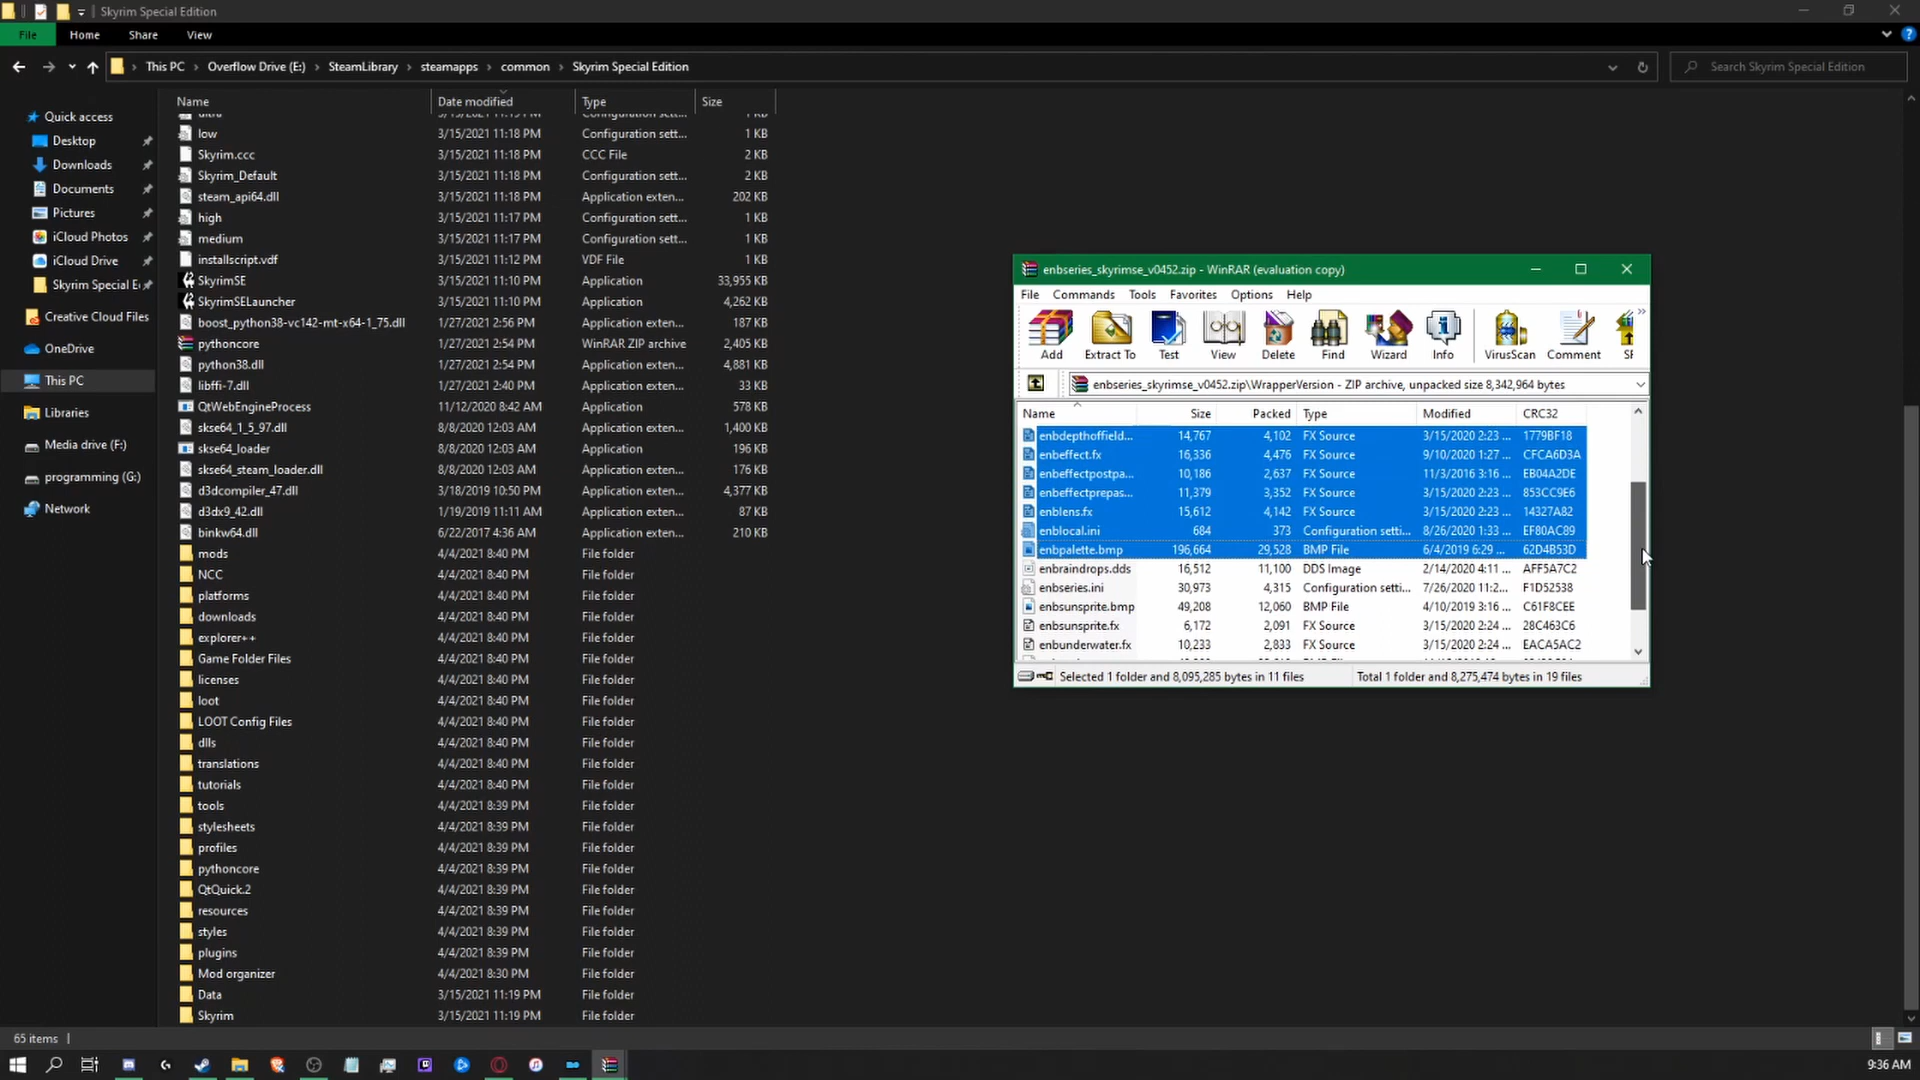 Skyrim Special Edition
File Home Share View
This PC > Overflow Drive (E:) > SteamLibrary > steamapps > common > Skyrim Special Edition
Search Skyrim Special Edition
Quick access
Desktop
Downloads
Documents
Pictures
iCloud Photos
iCloud Drive
Skyrim Special E
Creative Cloud Files
OneDrive
This PC
Libraries
Media drive (F:)
programming (G:)
Network
Name Date modified Type Size
low 3/15/2021 11:18 PM Configuration sett... 1 KB
Skyrim.ccc 3/15/2021 11:18 PM CCC File 2 KB
Skyrim_Default 3/15/2021 11:18 PM Configuration sett... 2 KB
steam_api64.dll 3/15/2021 11:18 PM Application exten... 202 KB
high 3/15/2021 11:17 PM Configuration sett... 1 KB
medium 3/15/2021 11:17 PM Configuration sett... 1 KB
installscript.vdf 3/15/2021 11:12 PM VDF File 1 KB
SkyrimSE 3/15/2021 11:10 PM Application 33,955 KB
SkyrimSELauncher 3/15/2021 11:10 PM Application 4,262 KB
boost_python38-vc142-mt-x64-1_75.dll 1/27/2021 2:56 PM Application exten... 187 KB
pythoncore 1/27/2021 2:54 PM WinRAR ZIP archive 2,405 KB
python38.dll 1/27/2021 2:54 PM Application exten... 4,881 KB
libffi-7.dll 1/27/2021 2:40 PM Application exten... 33 KB
QtWebEngineProcess 11/12/2020 8:42 AM Application 578 KB
skse64_1_5_97.dll 8/8/2020 12:03 AM Application exten... 1,400 KB
skse64_loader 8/8/2020 12:03 AM Application 196 KB
skse64_steam_loader.dll 8/8/2020 12:03 AM Application exten... 176 KB
d3dcompiler_47.dll 3/18/2019 10:50 PM Application exten... 4,377 KB
d3dx9_42.dll 1/19/2019 11:11 AM Application exten... 87 KB
binkw64.dll 6/22/2017 4:36 AM Application exten... 210 KB
mods 4/4/2021 8:40 PM File folder
NCC 4/4/2021 8:40 PM File folder
platforms 4/4/2021 8:40 PM File folder
downloads 4/4/2021 8:40 PM File folder
explorer++ 4/4/2021 8:40 PM File folder
Game Folder Files 4/4/2021 8:40 PM File folder
licenses 4/4/2021 8:40 PM File folder
loot 4/4/2021 8:40 PM File folder
LOOT Config Files 4/4/2021 8:40 PM File folder
dlls 4/4/2021 8:40 PM File folder
translations 4/4/2021 8:40 PM File folder
tutorials 4/4/2021 8:40 PM File folder
tools 4/4/2021 8:39 PM File folder
stylesheets 4/4/2021 8:39 PM File folder
profiles 4/4/2021 8:39 PM File folder
pythoncore 4/4/2021 8:39 PM File folder
QtQuick.2 4/4/2021 8:39 PM File folder
resources 4/4/2021 8:39 PM File folder
styles 4/4/2021 8:39 PM File folder
plugins 4/4/2021 8:39 PM File folder
Mod organizer 4/4/2021 8:30 PM File folder
Data 3/15/2021 11:19 PM File folder
Skyrim 3/15/2021 11:19 PM File folder
65 items
enbseries_skyrimse_v0452.zip - WinRAR (evaluation copy)
File Commands Tools Favorites Options Help
Add Extract To Test View Delete Find Wizard Info VirusScan Comment
enbseries_skyrimse_v0452.zip\WrapperVersion - ZIP archive, unpacked size 8,342,964 bytes
Name Size Packed Type Modified CRC32
enbdepthoffield... 14,767 4,102 FX Source 3/15/2020 2:23 ... 1779BF18
enbeffect.fx 16,336 4,476 FX Source 9/10/2020 1:27 ... CFCA6D3A
enbeffectpostpa... 10,186 2,637 FX Source 11/3/2016 3:16 ... EB04A2DE
enbeffectprepas... 11,379 3,352 FX Source 3/15/2020 2:23 ... 853CC9E6
enblens.fx 15,612 4,142 FX Source 3/15/2020 2:23 ... 14327A82
enblocal.ini 684 373 Configuration setti... 8/26/2020 1:33 ... EF80AC89
enbpalette.bmp 196,664 29,528 BMP File 6/4/2019 6:29 ... 62D4B53D
enbraindrops.dds 16,512 11,100 DDS Image 2/14/2020 4:11 ... AFF5A7C2
enbseries.ini 30,973 4,315 Configuration setti... 7/26/2020 11:2... F1D52538
enbsunsprite.bmp 49,208 12,060 BMP File 4/10/2019 3:16 ... C61F8CEE
enbsunsprite.fx 6,172 2,091 FX Source 3/15/2020 2:24 ... 28C463C6
enbunderwater.fx 10,233 2,833 FX Source 3/15/2020 2:24 ... EACA5AC2
Selected 1 folder and 8,095,285 bytes in 11 files Total 1 folder and 8,275,474 bytes in 19 files
9:36 AM